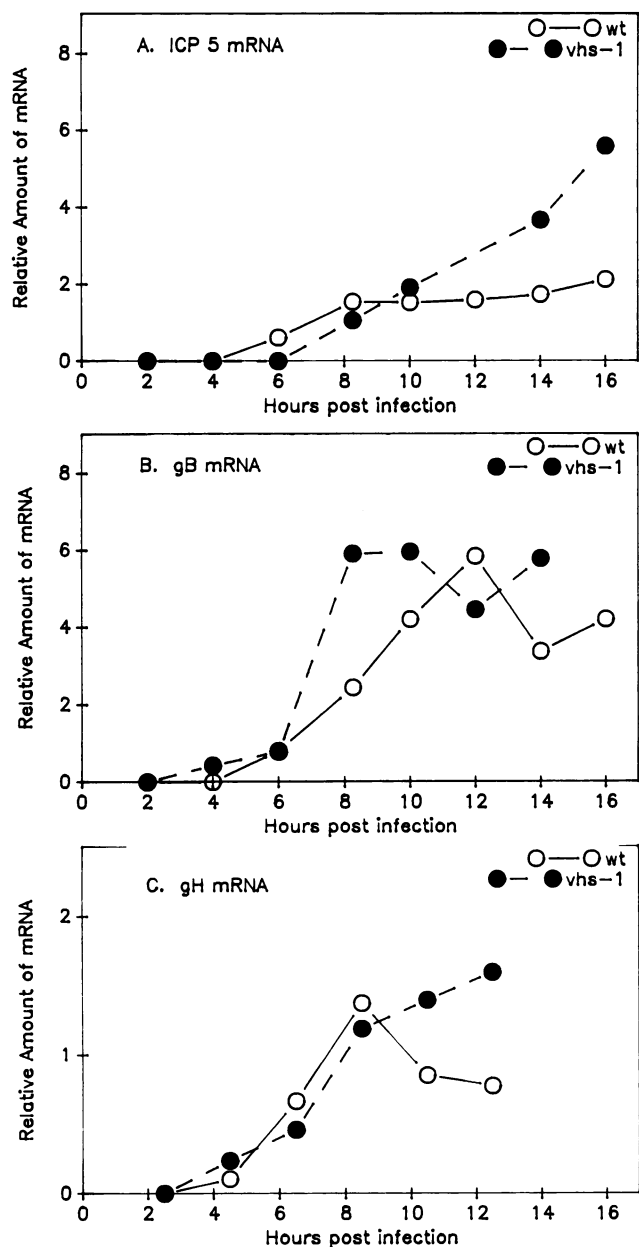 A. ICP 5 mRNA
wt
vhs-1
Relative Amount of mRNA
8
6
4
2
0
0 2 4 6 8 10 12 14 16
Hours post infection
B. gB mRNA
wt
vhs-1
Relative Amount of mRNA
8
6
4
2
0
0 2 4 6 8 10 12 14 16
Hours post infection
C. gH mRNA
wt
vhs-1
Relative Amount of mRNA
2
1
0
0 2 4 6 8 10 12 14 16
Hours post infection